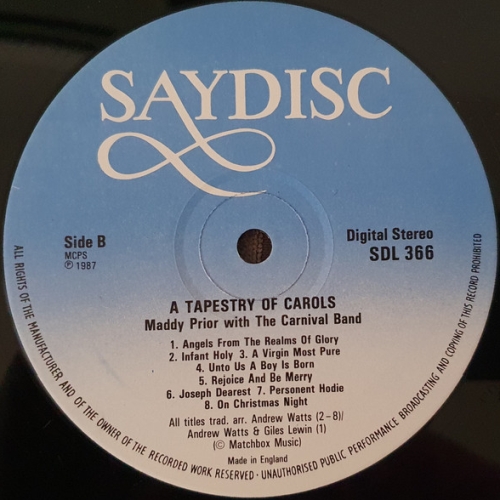 SAYDISC
Side B
MCPS
℗ 1987
Digital Stereo
SDL 366
A TAPESTRY OF CAROLS
Maddy Prior with The Carnival Band
1. Angels From The Realms Of Glory
2. Infant Holy 3. A Virgin Most Pure
4. Unto Us A Boy Is Born
5. Rejoice And Be Merry
6. Joseph Dearest 7. Personent Hodie
8. On Christmas Night
All titles trad. arr. Andrew Watts (2–8)/
Andrew Watts & Giles Lewin (1)
(© Matchbox Music)
Made in England
ALL RIGHTS OF THE MANUFACTURER AND OF THE OWNER OF THE RECORDED WORK RESERVED - UNAUTHORISED PUBLIC PERFORMANCE BROADCASTING AND COPYING OF THIS RECORD PROHIBITED